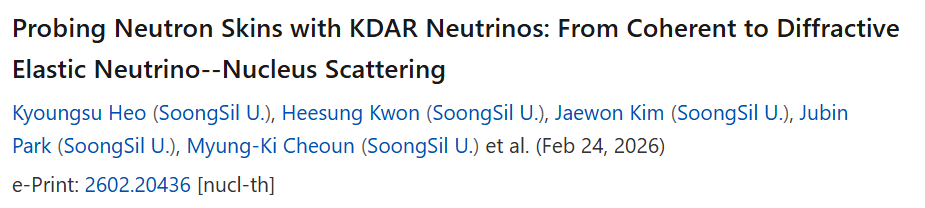 Probing Neutron Skins with KDAR Neutrinos: From Coherent to Diffractive
Elastic Neutrino--Nucleus Scattering
Kyoungsu Heo (SoongSil U.), Heesung Kwon (SoongSil U.), Jaewon Kim (SoongSil U.), Jubin
Park (SoongSil U.), Myung-Ki Cheoun (SoongSil U.) et al. (Feb 24, 2026)
e-Print: 2602.20436 [nucl-th]